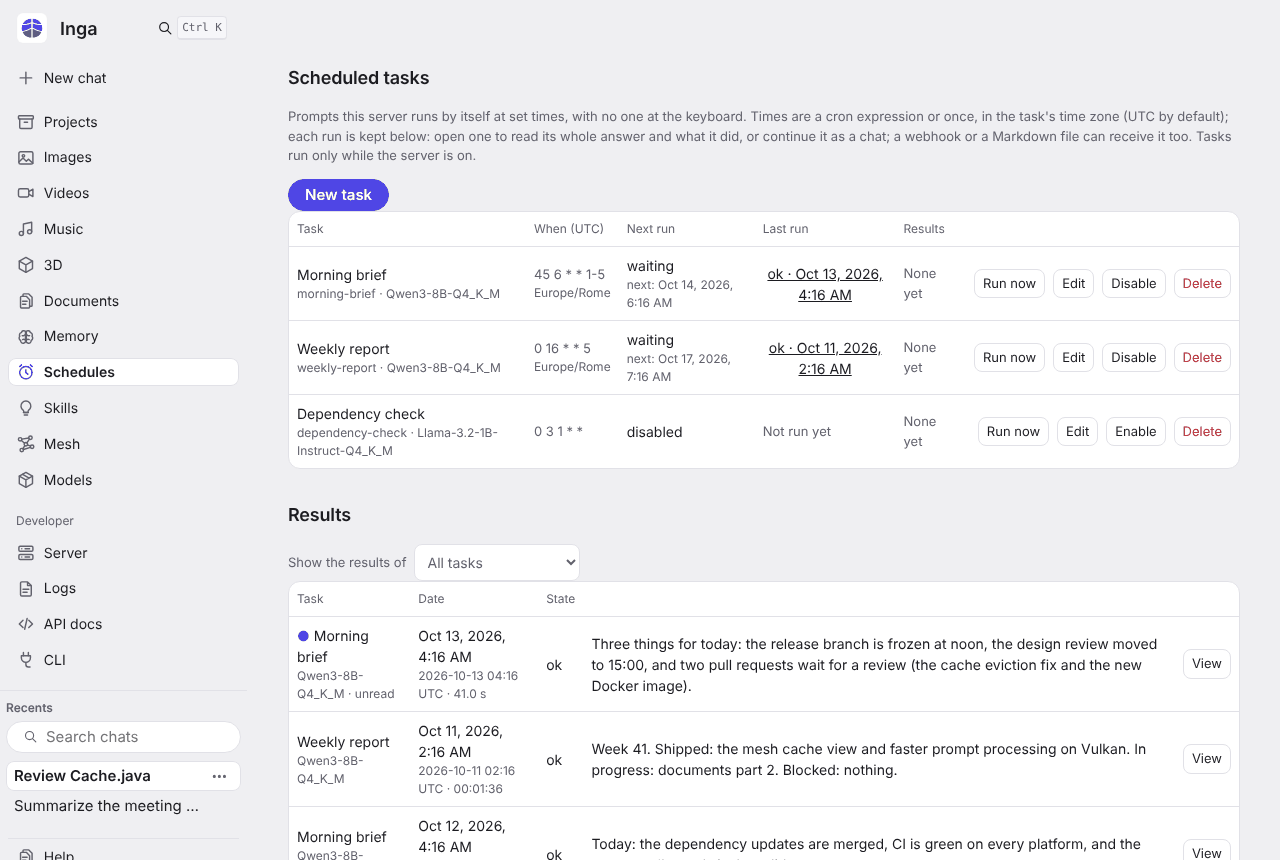 Inga
Ctrl K
New chat
Projects
Images
Videos
Music
3D
Documents
Memory
Schedules
Skills
Mesh
Models
Developer
Server
Logs
API docs
CLI
Recents
Search chats
Review Cache.java
Summarize the meeting ...
Help
Scheduled tasks
Prompts this server runs by itself at set times, with no one at the keyboard. Times are a cron expression or once, in the task's time zone (UTC by default);
each run is kept below: open one to read its whole answer and what it did, or continue it as a chat; a webhook or a Markdown file can receive it too. Tasks
run only while the server is on.
New task
Task When (UTC) Next run Last run Results
Morning brief
morning-brief · Qwen3-8B-Q4_K_M
45 6 * * 1-5
Europe/Rome
waiting
next: Oct 14, 2026,
6:16 AM
ok · Oct 13, 2026,
4:16 AM
None
yet
Run now Edit Disable Delete
Weekly report
weekly-report · Qwen3-8B-Q4_K_M
0 16 * * 5
Europe/Rome
waiting
next: Oct 17, 2026,
7:16 AM
ok · Oct 11, 2026,
2:16 AM
None
yet
Run now Edit Disable Delete
Dependency check
dependency-check · Llama-3.2-1B-
Instruct-Q4_K_M
0 3 1 * *
disabled
Not run yet
None
yet
Run now Edit Enable Delete
Results
Show the results of All tasks
Task Date State
Morning
brief
Qwen3-8B-
Q4_K_M · unread
Oct 13, 2026,
4:16 AM
2026-10-13 04:16
UTC · 41.0 s
ok
Three things for today: the release branch is frozen at noon, the design review moved
to 15:00, and two pull requests wait for a review (the cache eviction fix and the new
Docker image).
View
Weekly report
Qwen3-8B-
Q4_K_M
Oct 11, 2026,
2:16 AM
2026-10-11 02:16
UTC · 00:01:36
ok
Week 41. Shipped: the mesh cache view and faster prompt processing on Vulkan. In
progress: documents part 2. Blocked: nothing.
View
Morning brief
Qwen3-8B-
Oct 12, 2026,
4:16 AM
ok
Today: the dependency updates are merged, CI is green on every platform, and the
View